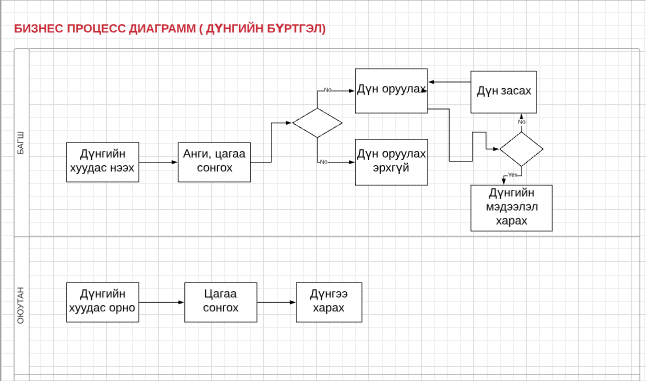 БИЗНЕС ПРОЦЕСС ДИАГРАММ ( ДҮНГИЙН БҮРТГЭЛ)
БАГШ
Дүнгийн
хуудас нээх
Анги, цагаа
сонгох
No
Дүн оруулах
No
Дүн оруулах
эрхгүй
Дүн засах
No
Yes
Дүнгийн
мэдээлэл
харах
ОЮУТАН
Дүнгийн
хуудас орно
Цагаа
сонгох
Дүнгээ
харах